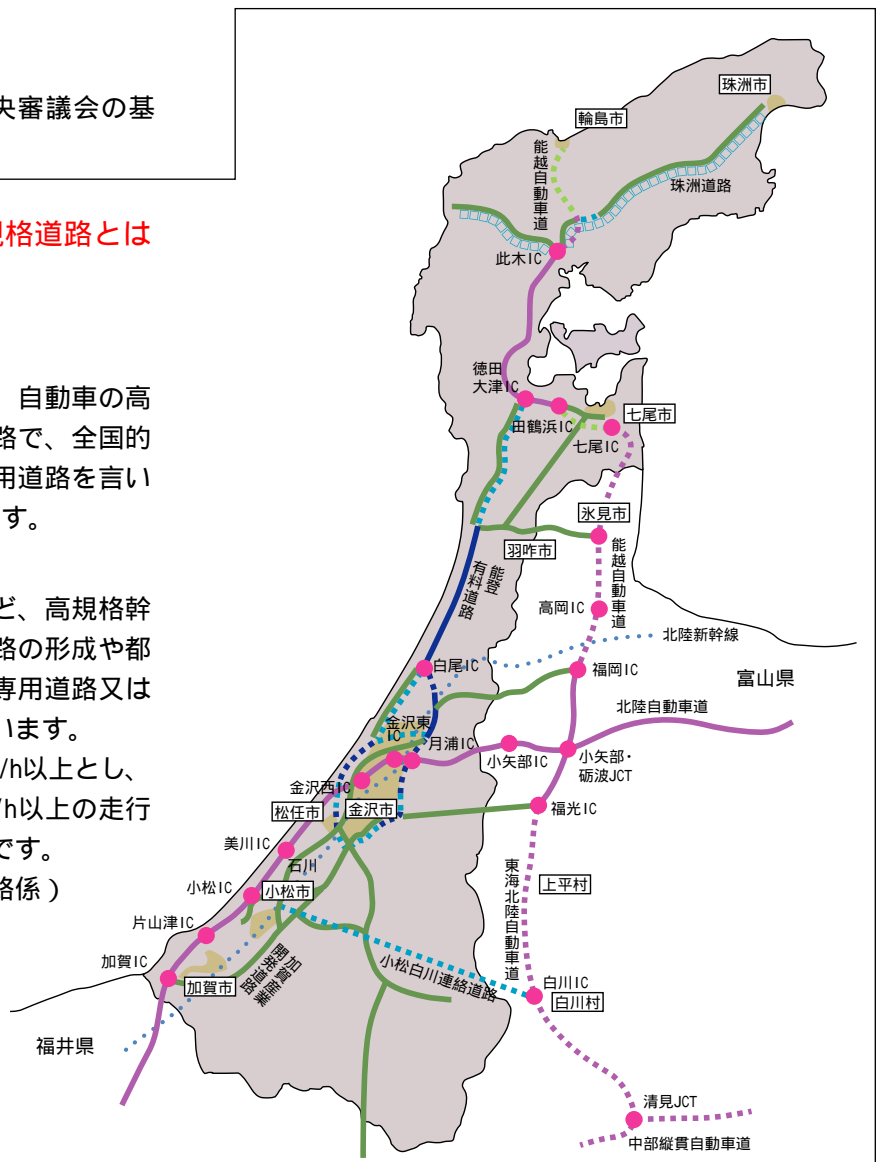 央審議会の基
規格道路とは
自動車の高
路で、全国的
用道路を言い
す。
ど、高規格幹
路の形成や都
専用道路又は
います。
/h以上とし、
/h以上の走行
です。
路係）
珠洲市
輪島市
能越自動車道
珠洲道路
此木IC
徳田
大津IC
田鶴浜IC
七尾市
七尾IC
氷見市
羽咋市
能越自動車道
能登
有料道路
高岡IC
北陸新幹線
白尾IC
福岡IC
富山県
北陸自動車道
金沢東
IC
月浦IC
小矢部IC
小矢部・
砺波JCT
金沢西IC
松任市
金沢市
福光IC
美川IC
石川
小松IC
小松市
東海北陸自動車道
上平村
片山津IC
加賀IC
加賀市
加賀産業
開発道路
小松白川連絡道路
白川IC
白川村
福井県
清見JCT
中部縦貫自動車道